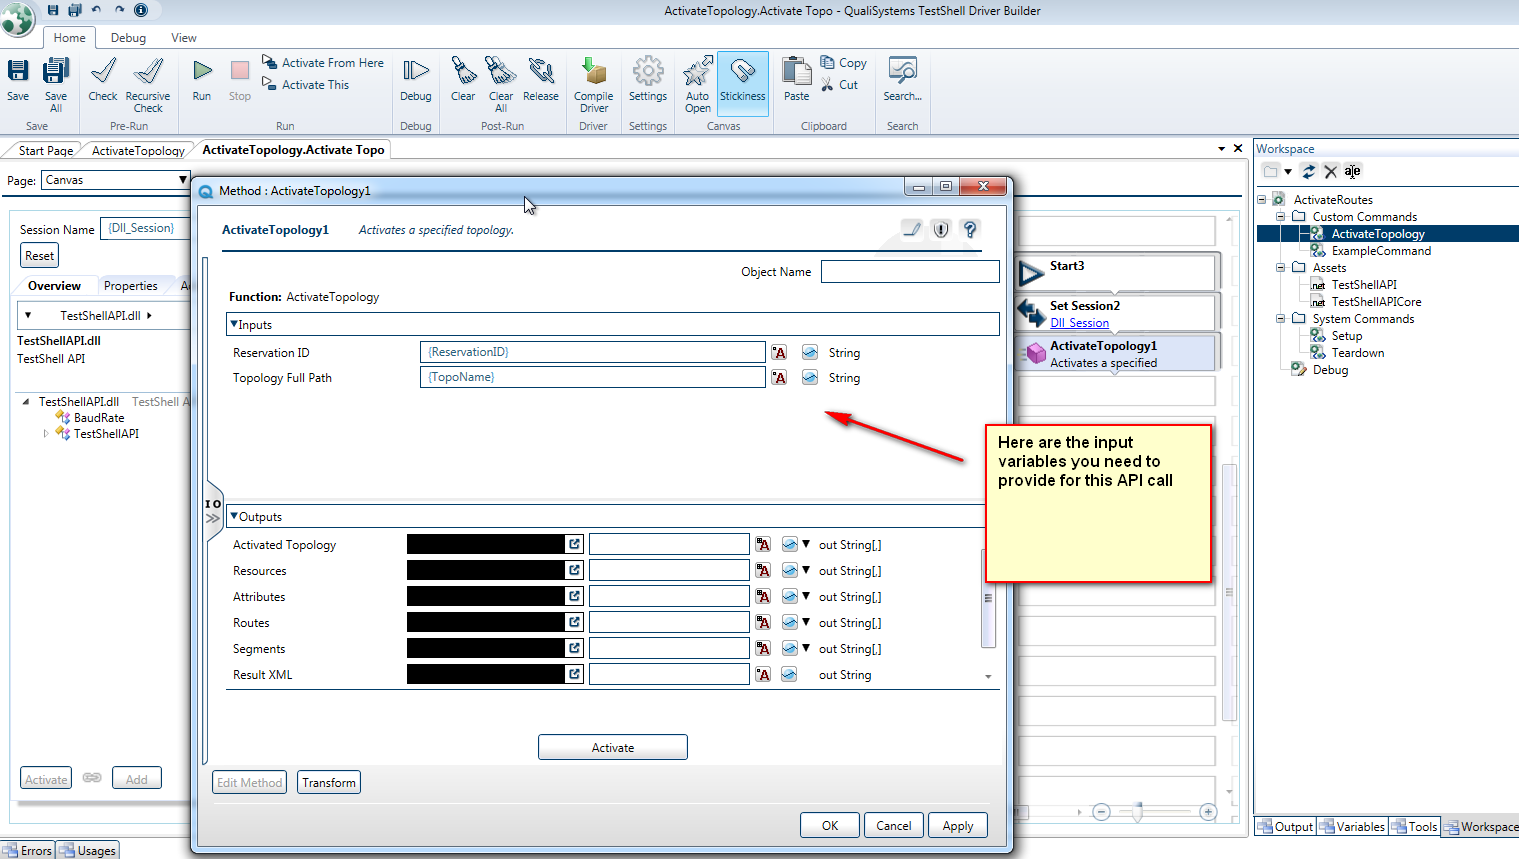 ActivateTopology.Activate Topo - QualiSystems TestShell Driver Builder
Home Debug View
Save
Save All
Check
Recursive Check
Run
Stop
Activate From Here
Activate This
Debug
Clear
Clear All
Release
Compile Driver
Settings
Auto Open
Stickiness
Paste
Copy
Cut
Search...
Save Pre-Run Run Debug Post-Run Driver Settings Canvas Clipboard Search
Start Page ActivateTopology ActivateTopology.Activate Topo
Page: Canvas
Session Name {Dll_Session}
Reset
Overview Properties
TestShellAPI.dll
TestShellAPI.dll
TestShell API
TestShellAPI.dll TestShell A
BaudRate
TestShellAPI
Activate Add
Errors Usages
Method : ActivateTopology1
ActivateTopology1 Activates a specified topology.
Object Name
Function: ActivateTopology
Inputs
Reservation ID {ReservationID} String
Topology Full Path {TopoName} String
I O
Outputs
Activated Topology out String[,]
Resources out String[,]
Attributes out String[,]
Routes out String[,]
Segments out String[,]
Result XML out String
Activate
Edit Method Transform
OK Cancel Apply
Start3
Set Session2
Dll_Session
ActivateTopology1
Activates a specified
Here are the input
variables you need to
provide for this API call
Workspace
ActivateRoutes
Custom Commands
ActivateTopology
ExampleCommand
Assets
.net TestShellAPI
.net TestShellAPICore
System Commands
Setup
Teardown
Debug
Output Variables Tools Workspace